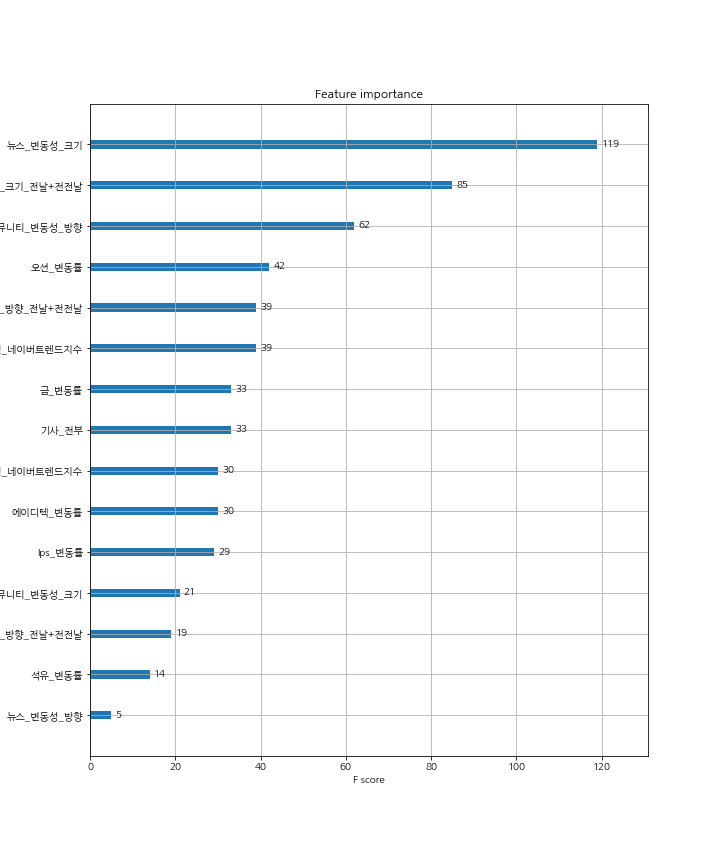 Feature importance
뉴스_변동성_크기
119
_크기_전날+전전날
85
뮤니티_변동성_방향
62
오션_변동률
42
_방향_전날+전전날
39
_네이버트렌드지수
39
금_변동률
33
기사_전부
33
_네이버트렌드지수
30
에이디텍_변동률
30
lps_변동률
29
뮤니티_변동성_크기
21
_방향_전날+전전날
19
석유_변동률
14
뉴스_변동성_방향
5
0 20 40 60 80 100 120
F score